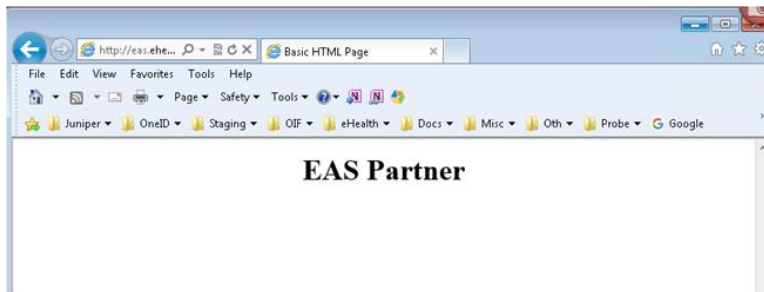 http://eas.ehe... Basic HTML Page
File Edit View Favorites Tools Help
Page Safety Tools
Juniper OneID Staging OIF eHealth Docs Misc Oth Probe Google
EAS Partner